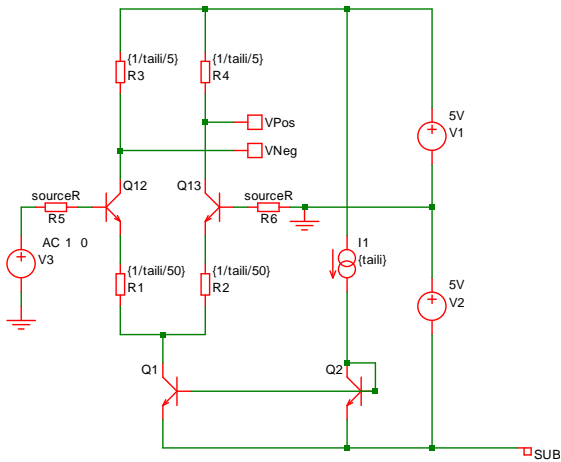 {1/taili/5}
R3
{1/taili/5}
R4
5V
V1
VPos
VNeg
Q12
Q13
sourceR
R5
sourceR
R6
AC 1 0
V3
I1
{taili}
{1/taili/50}
R1
{1/taili/50}
R2
5V
V2
Q1
Q2
SUB